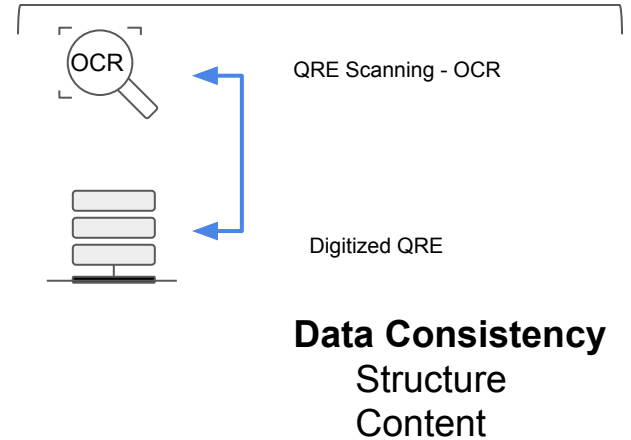 OCR
QRE Scanning - OCR
Digitized QRE
Data Consistency
Structure
Content